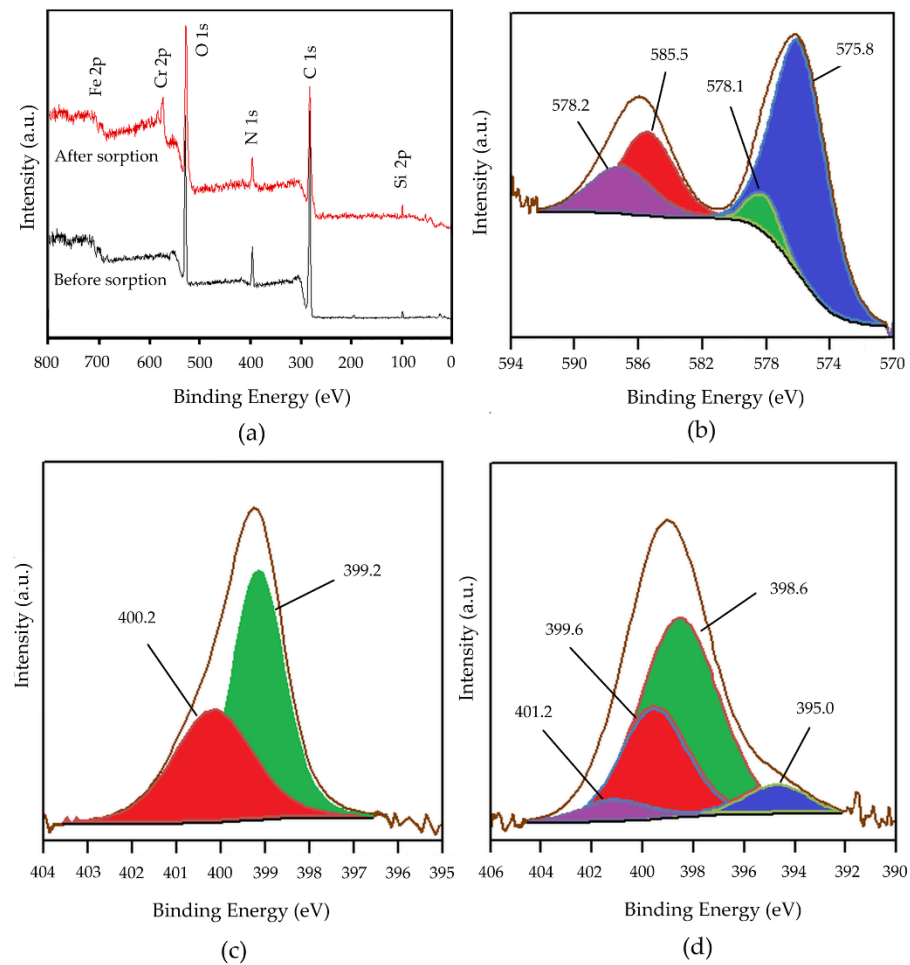 Fe 2p
Cr 2p
O 1s
N 1s
C 1s
Si 2p
After sorption
Before sorption
Intensity (a.u.)
800 700 600 500 400 300 200 100 0
Binding Energy (eV)
(a)
578.2
585.5
578.1
575.8
Intensity (a.u.)
594 590 586 582 578 574 570
Binding Energy (eV)
(b)
400.2
399.2
Intensity (a.u.)
404 403 402 401 400 399 398 397 396 395
Binding Energy (eV)
(c)
401.2
399.6
398.6
395.0
Intensity (a.u.)
406 404 402 400 398 396 394 392 390
Binding Energy (eV)
(d)